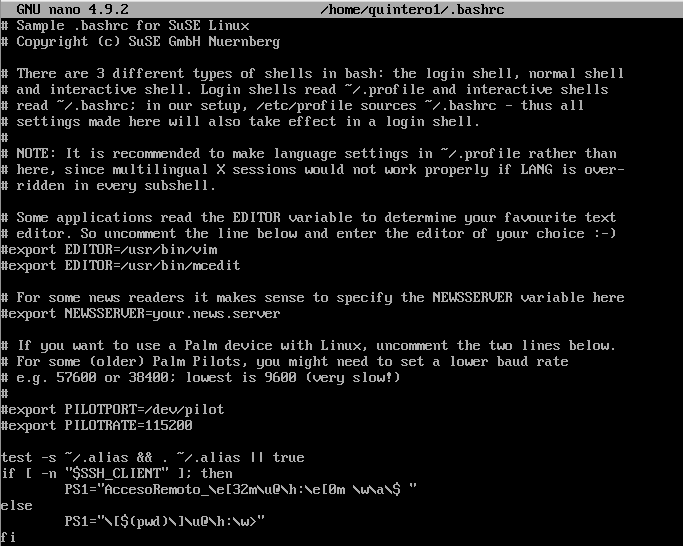 GNU nano 4.9.2 /home/quintero1/.bashrc
# Sample .bashrc for SuSE Linux
# Copyright (c) SuSE GmbH Nuernberg
# There are 3 different types of shells in bash: the login shell, normal shell
# and interactive shell. Login shells read ~/.profile and interactive shells
# read ~/.bashrc; in our setup, /etc/profile sources ~/.bashrc - thus all
# settings made here will also take effect in a login shell.
#
# NOTE: It is recommended to make language settings in ~/.profile rather than
# here, since multilingual X sessions would not work properly if LANG is over-
# ridden in every subshell.
# Some applications read the EDITOR variable to determine your favourite text
# editor. So uncomment the line below and enter the editor of your choice :-)
#export EDITOR=/usr/bin/vim
#export EDITOR=/usr/bin/mcedit
# For some news readers it makes sense to specify the NEWSSERVER variable here
#export NEWSSERVER=your.news.server
# If you want to use a Palm device with Linux, uncomment the two lines below.
# For some (older) Palm Pilots, you might need to set a lower baud rate
# e.g. 57600 or 38400; lowest is 9600 (very slow!)
#
#export PILOTPORT=/dev/pilot
#export PILOTRATE=115200
test -s ~/.alias && . ~/.alias || true
if [ -n "$SSH_CLIENT" ]; then
PS1="AccesoRemoto_\e[32m\u@\h:\e[0m \w\a\$ "
else
PS1="\[$(pwd)\]\u@\h:\w>"
fi